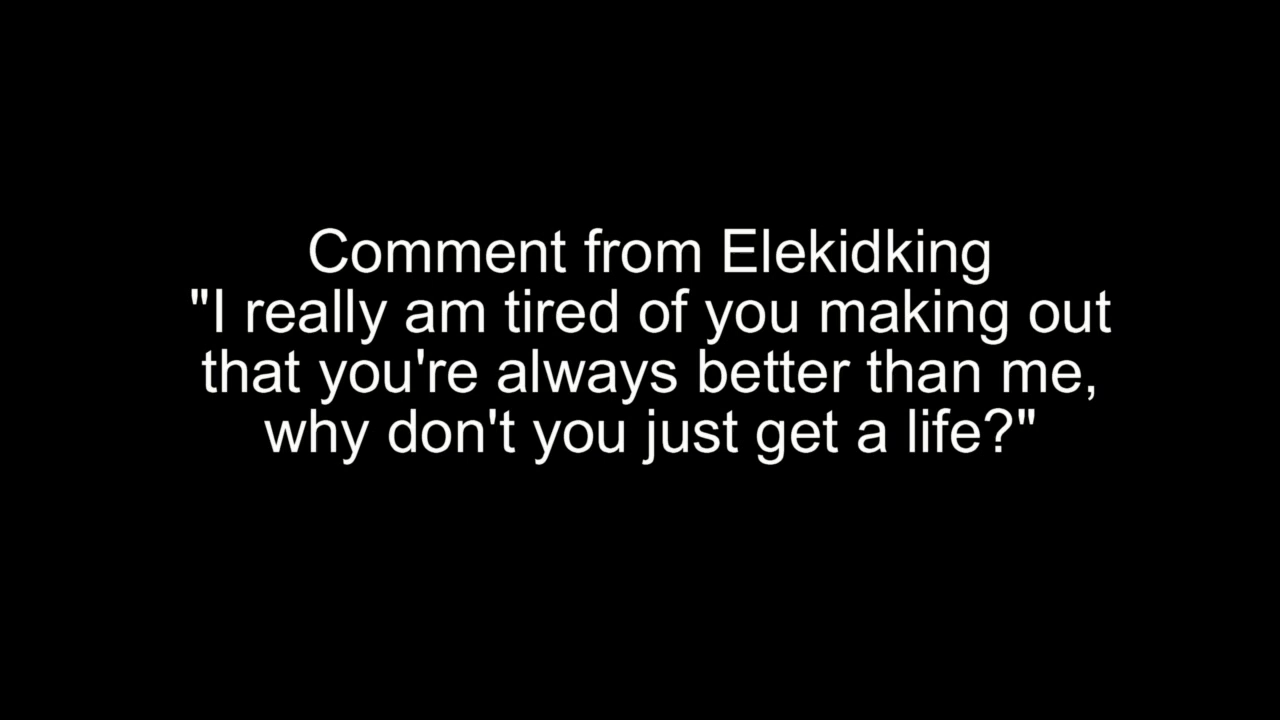 Comment from Elekidking
"I really am tired of you making out
that you're always better than me,
why don't you just get a life?"